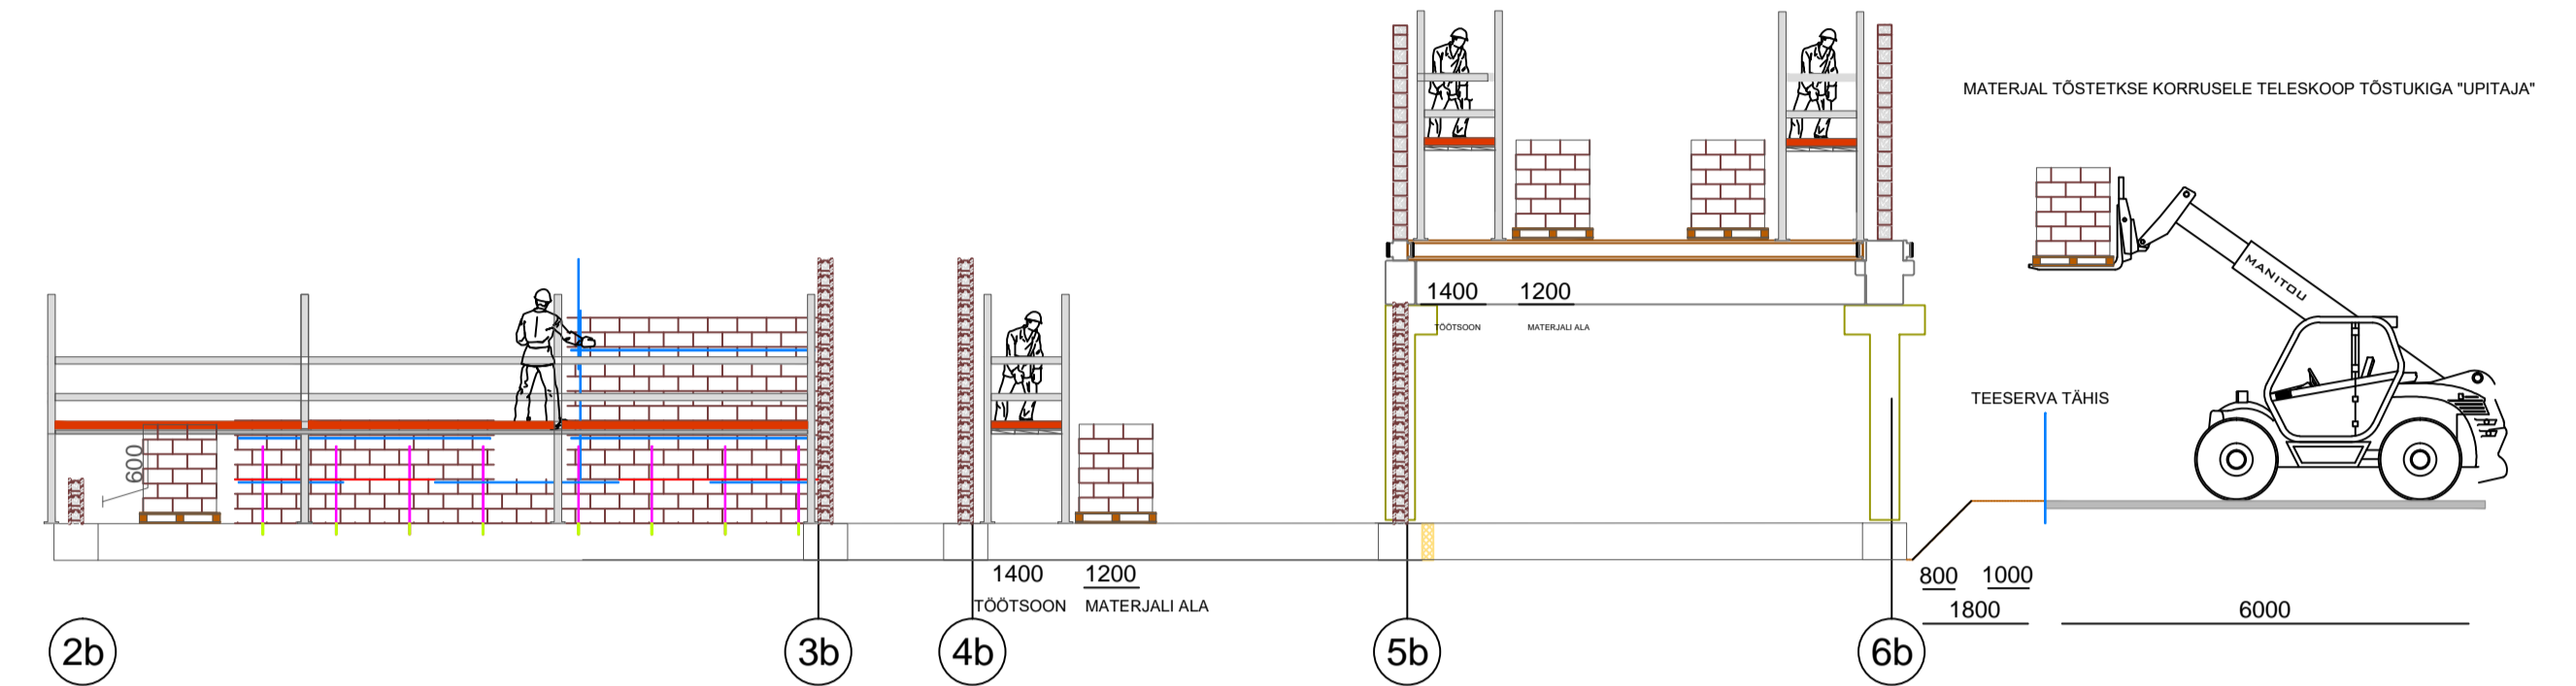 MATERJAL TÕSTETKSE KORRUSELE TELESKOOP TÕSTUKIGA "UPITAJA"
MANITOU
1400 1200
TÖÖTSOON MATERJALI ALA
TEESERVA TÄHIS
600
1400 1200
TÖÖTSOON MATERJALI ALA
800 1000
1800 6000
2b 3b 4b 5b 6b